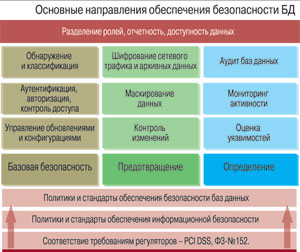 Основные направления обеспечения безопасности БД
Разделение ролей, отчетность, доступность данных
Обнаружение
и классификация
Шифрование сетевого
трафика и архивных данных
Аудит баз данных
Аутентификация,
авторизация,
контроль доступа
Маскирование
данных
Мониторинг
активности
Управление обновлениями
и конфигурациями
Контроль
изменений
Оценка
уязвимостей
Базовая безопасность
Предотвращение
Определение
Политики и стандарты обеспечения безопасности баз данных
Политики и стандарты обеспечения информационной безопасности
Соответствие требованиям регуляторов – PCI DSS, ФЗ-№152.